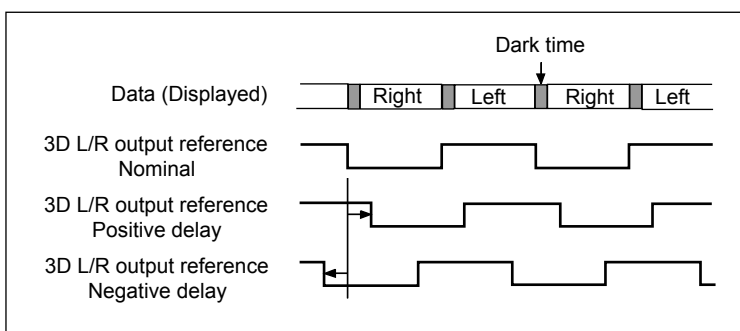 Dark time
Data (Displayed)
Right
Left
Right
Left
3D L/R output reference
Nominal
3D L/R output reference
Positive delay
3D L/R output reference
Negative delay